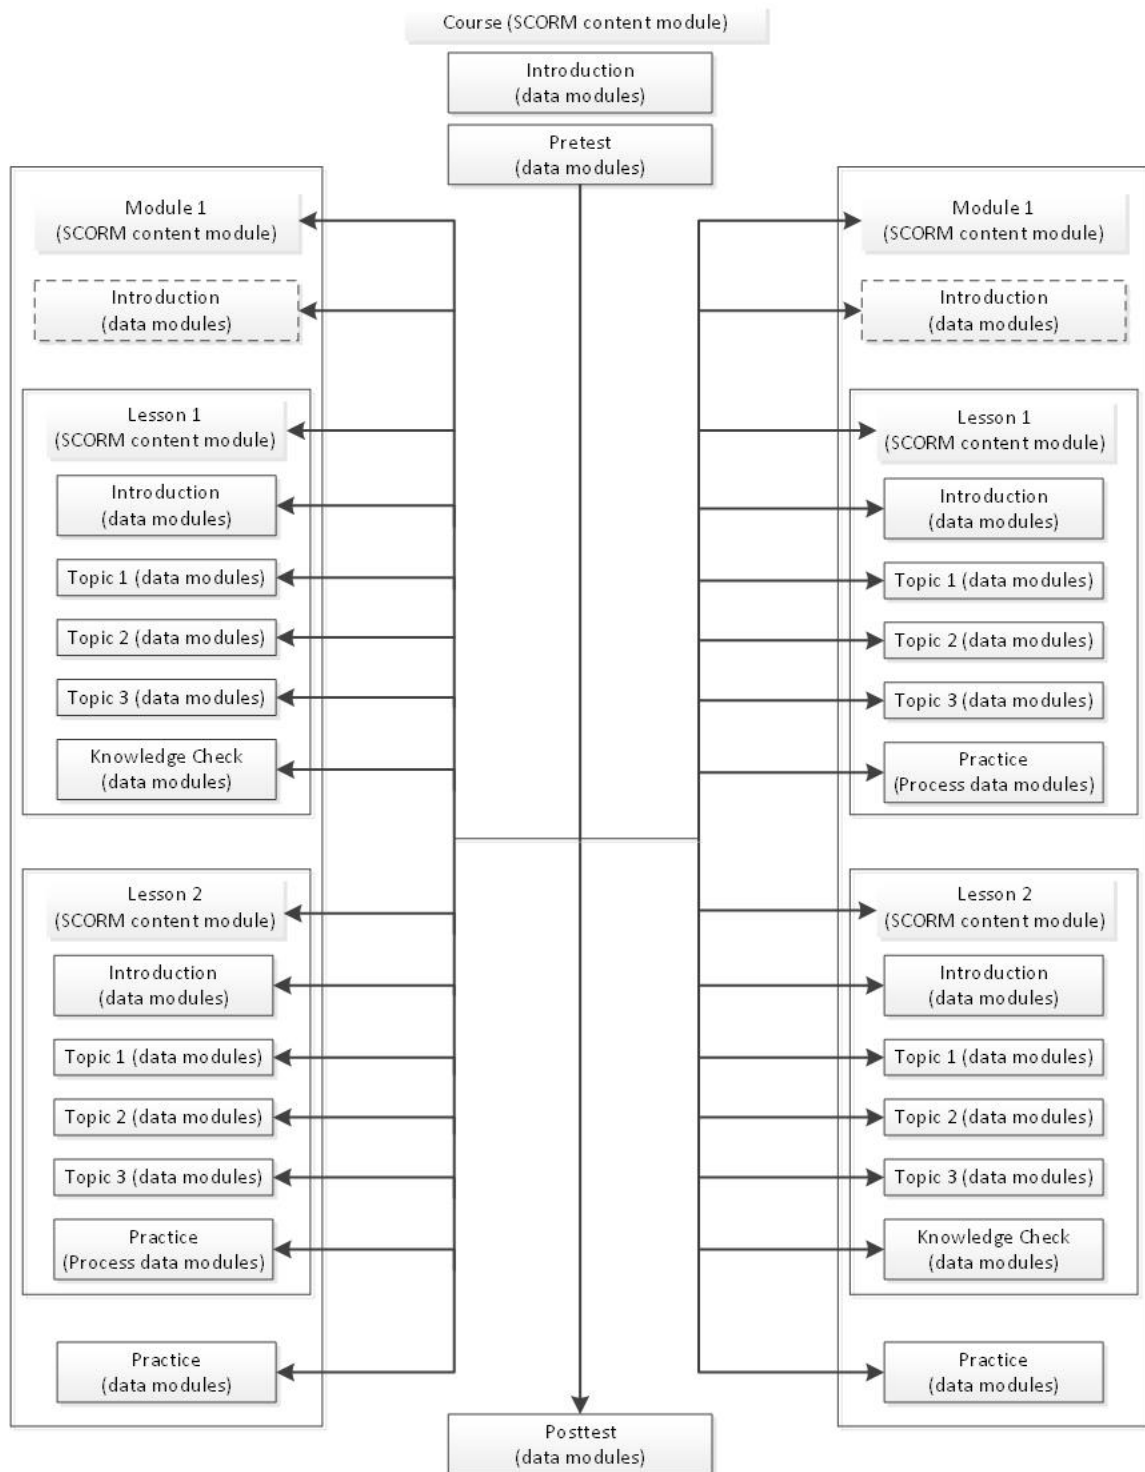 Course (SCORM content module)
Introduction
(data modules)
Pretest
(data modules)
Module 1
(SCORM content module)
Introduction
(data modules)
Lesson 1
(SCORM content module)
Introduction
(data modules)
Topic 1 (data modules)
Topic 2 (data modules)
Topic 3 (data modules)
Knowledge Check
(data modules)
Lesson 2
(SCORM content module)
Introduction
(data modules)
Topic 1 (data modules)
Topic 2 (data modules)
Topic 3 (data modules)
Practice
(Process data modules)
Practice
(data modules)
Module 1
(SCORM content module)
Introduction
(data modules)
Lesson 1
(SCORM content module)
Introduction
(data modules)
Topic 1 (data modules)
Topic 2 (data modules)
Topic 3 (data modules)
Practice
(Process data modules)
Lesson 2
(SCORM content module)
Introduction
(data modules)
Topic 1 (data modules)
Topic 2 (data modules)
Topic 3 (data modules)
Knowledge Check
(data modules)
Practice
(data modules)
Posttest
(data modules)